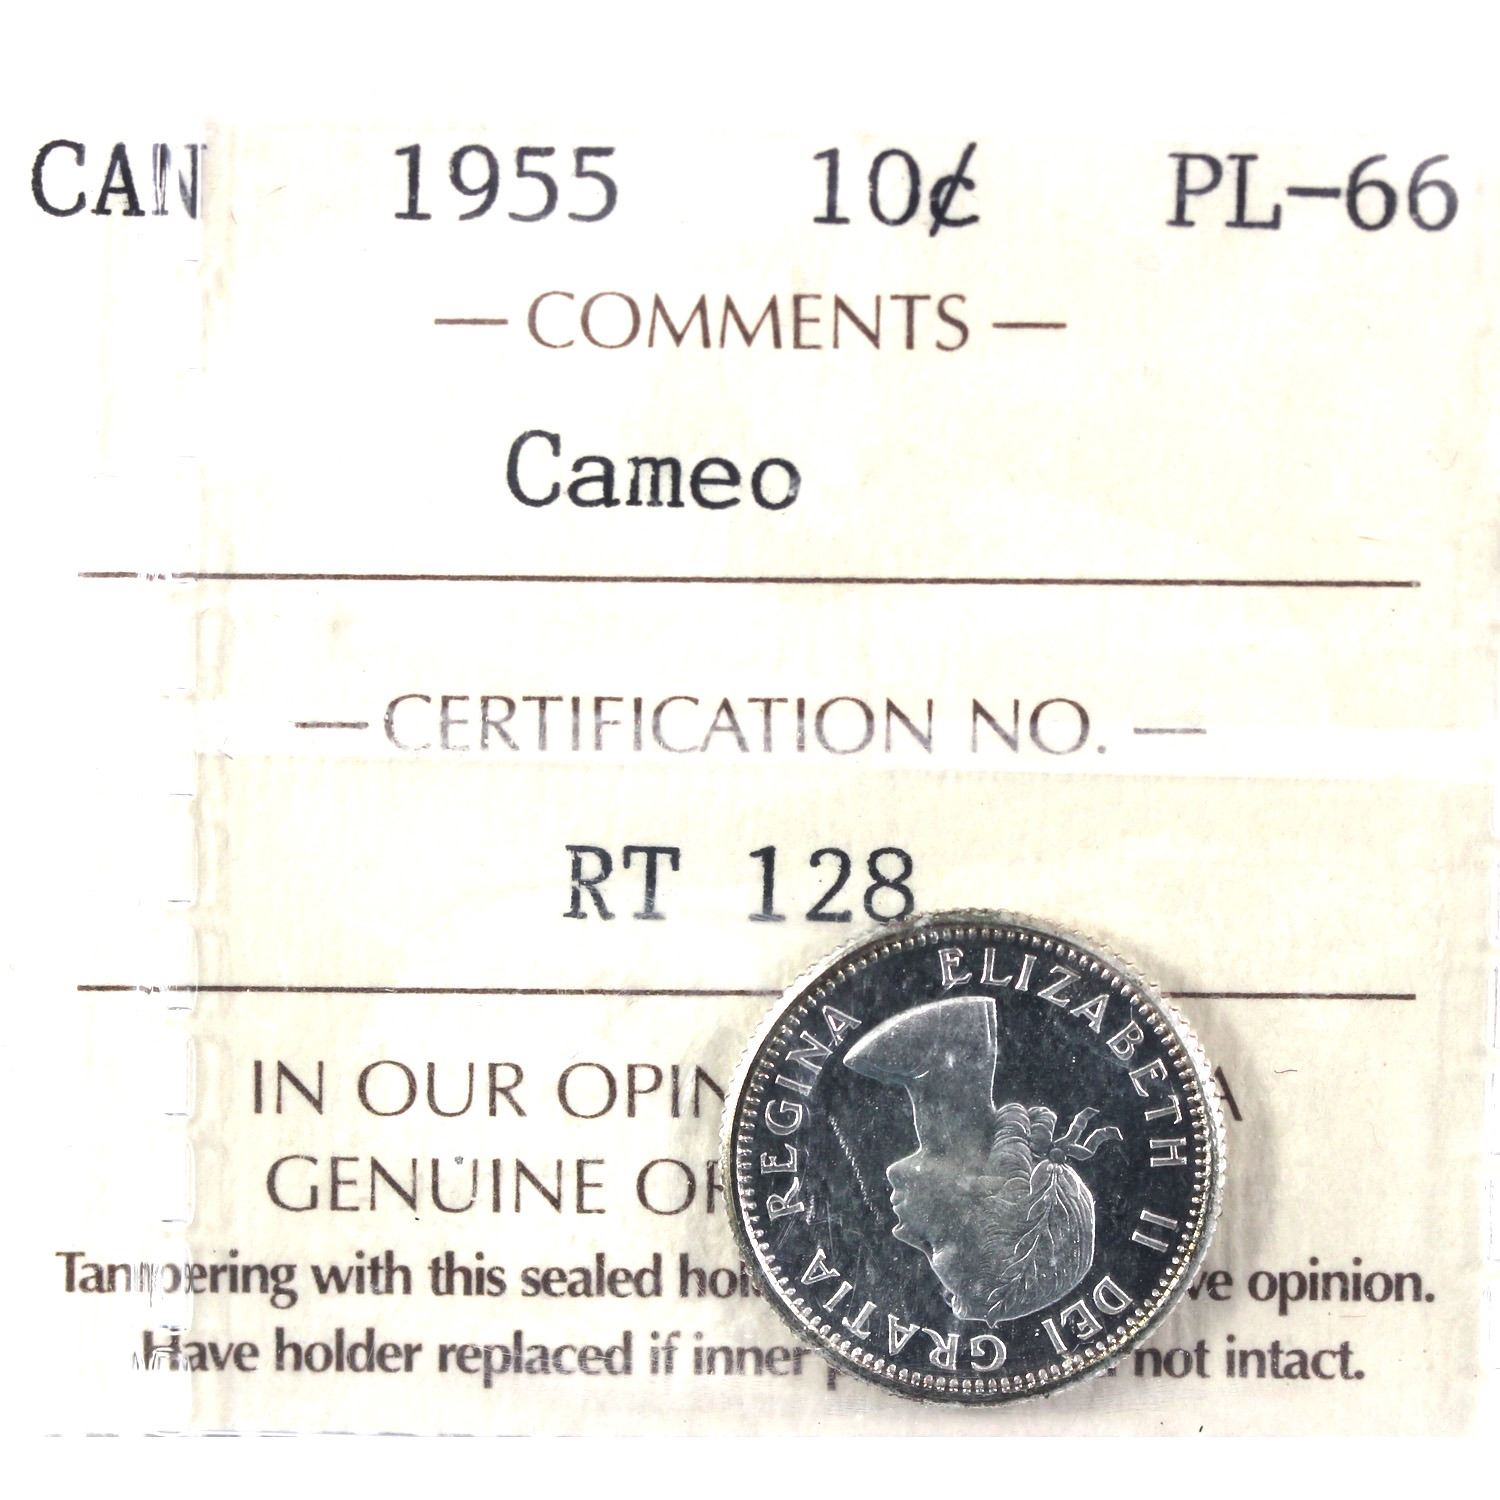 CAN 1955 10¢ PL-66
— COMMENTS —
Cameo
— CERTIFICATION NO. —
RT 128
IN OUR OPIN A
GENUINE OR
Tampering with this sealed hol ve opinion.
Have holder replaced if inner p not intact.
ELIZABETH II DEI GRATIA REGINA